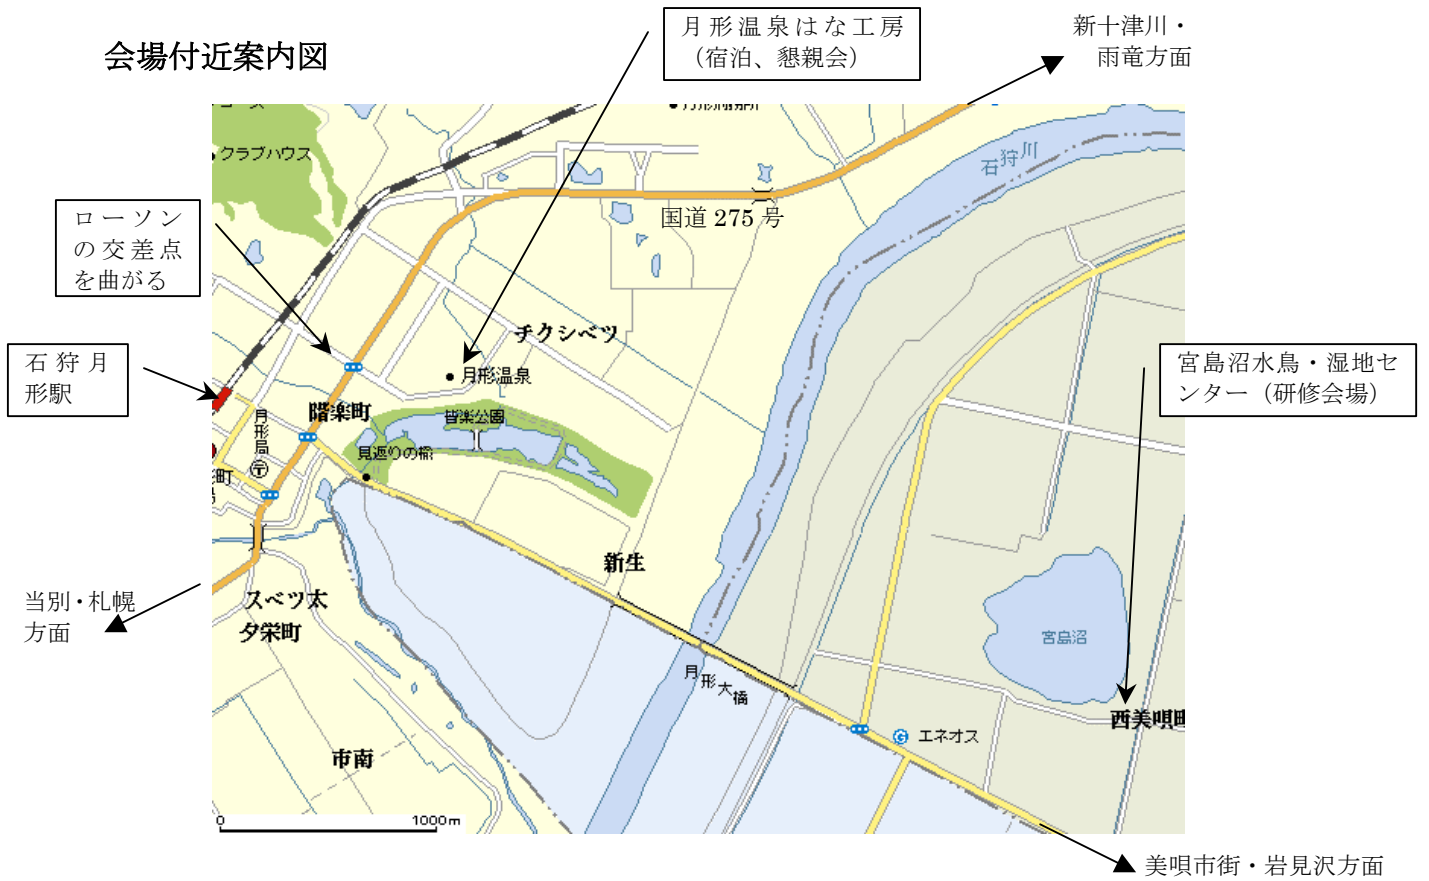 会場付近案内図
月形温泉はな工房
（宿泊、懇親会）
新十津川・
雨竜方面
クラブハウス
石狩川
ローソン
の交差点
を曲がる
国道 275 号
チクシベツ
石狩月
形駅
月形温泉
宮島沼水鳥・湿地セ
ンター（研修会場）
階楽町
月形局
皆楽公園
新生
当別・札幌
方面
スベツ太
夕栄町
宮島沼
月形大橋
西美唄町
エネオス
市南
0
1000m
美唄市街・岩見沢方面